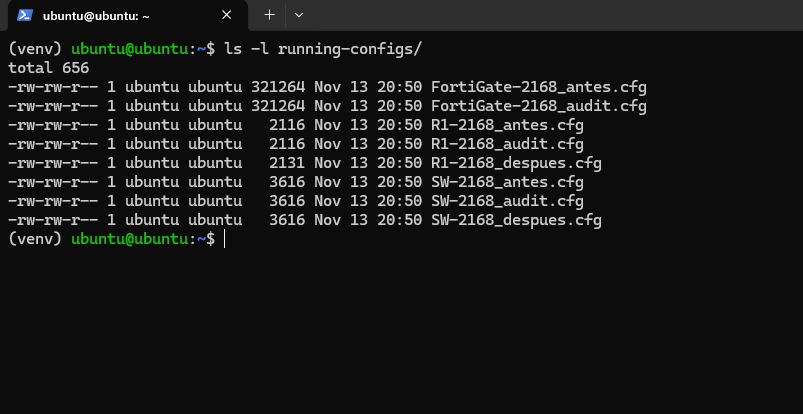 ubuntu@ubuntu: ~
(venv) ubuntu@ubuntu:~$ ls -l running-configs/
total 656
-rw-rw-r-- 1 ubuntu ubuntu 321264 Nov 13 20:50 FortiGate-2168_antes.cfg
-rw-rw-r-- 1 ubuntu ubuntu 321264 Nov 13 20:50 FortiGate-2168_audit.cfg
-rw-rw-r-- 1 ubuntu ubuntu   2116 Nov 13 20:50 R1-2168_antes.cfg
-rw-rw-r-- 1 ubuntu ubuntu   2116 Nov 13 20:50 R1-2168_audit.cfg
-rw-rw-r-- 1 ubuntu ubuntu   2131 Nov 13 20:50 R1-2168_despues.cfg
-rw-rw-r-- 1 ubuntu ubuntu   3616 Nov 13 20:50 SW-2168_antes.cfg
-rw-rw-r-- 1 ubuntu ubuntu   3616 Nov 13 20:50 SW-2168_audit.cfg
-rw-rw-r-- 1 ubuntu ubuntu   3616 Nov 13 20:50 SW-2168_despues.cfg
(venv) ubuntu@ubuntu:~$